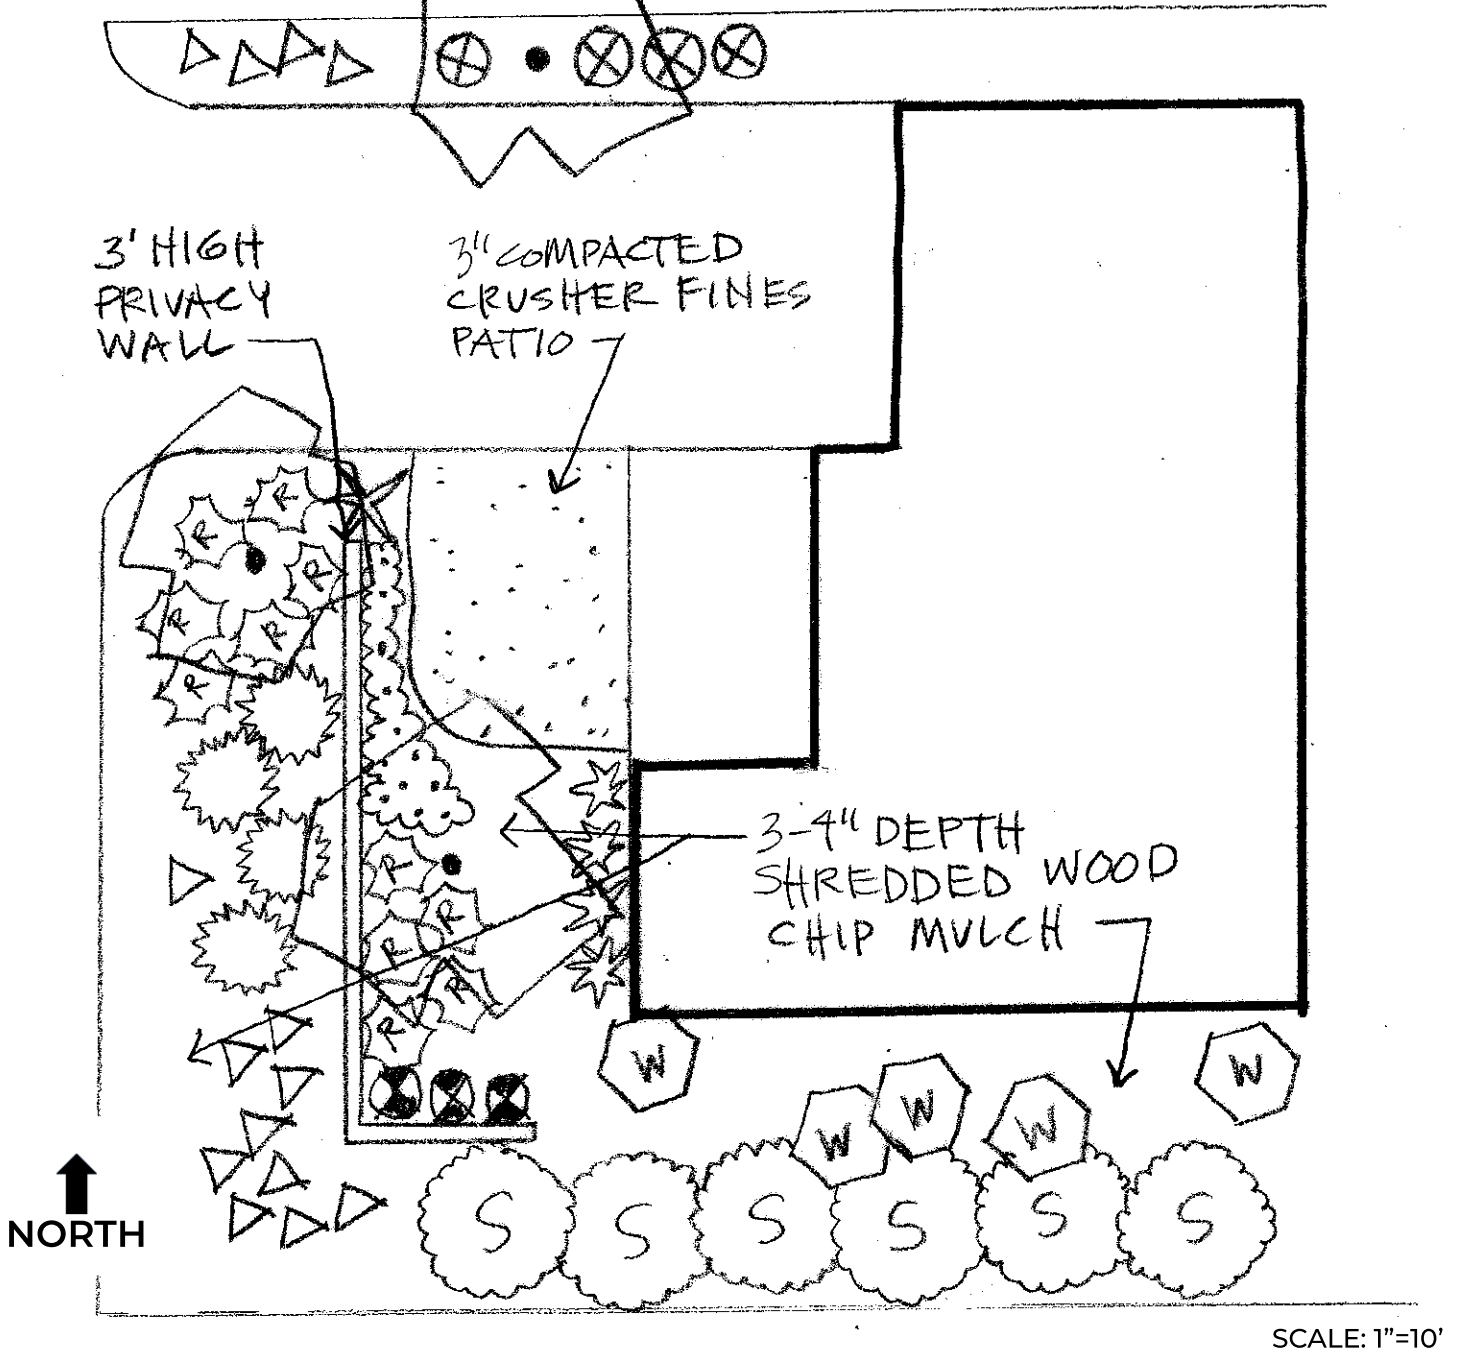 3' HIGH
PRIVACY
WALL
3" COMPACTED
CRUSHER FINES
PATIO
R
R
R
R
R
R
3-4" DEPTH
SHREDDED WOOD
CHIP MULCH
R
R
R
R
R
W
W
W
W
W
S
S
S
S
S
S
NORTH
SCALE: 1"=10'